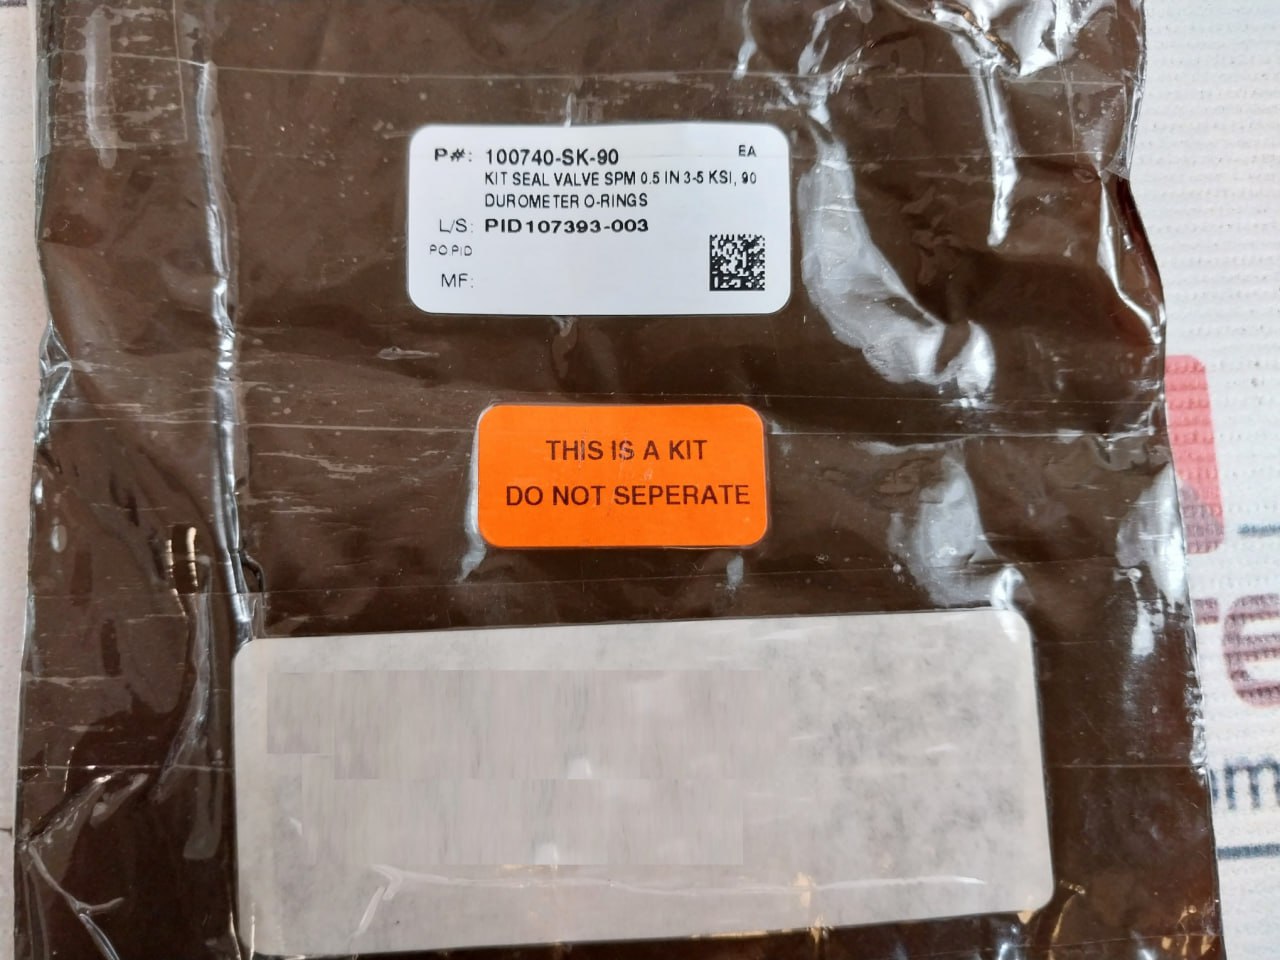 P#: 100740-SK-90 EA
KIT SEAL VALVE SPM 0.5 IN 3-5 KSI, 90
DUROMETER O-RINGS
L/S: PID107393-003
PO:PID
MF:
THIS IS A KIT
DO NOT SEPERATE